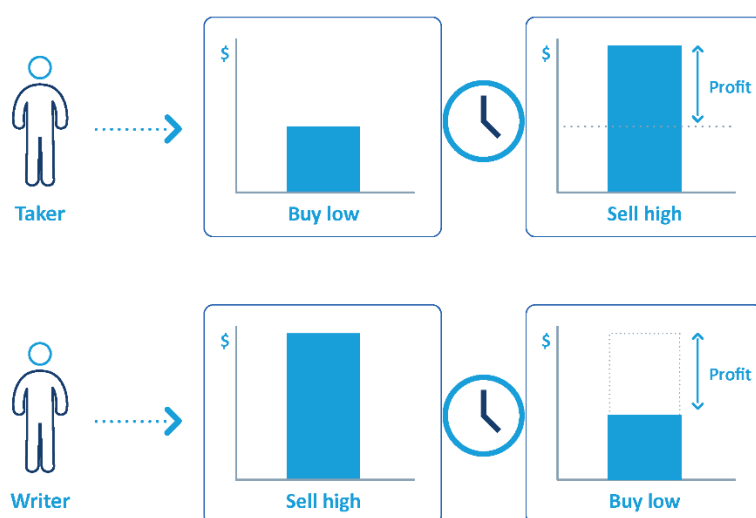 $
$
Profit
Taker
Buy low
Sell high
$
$
Profit
Writer
Sell high
Buy low